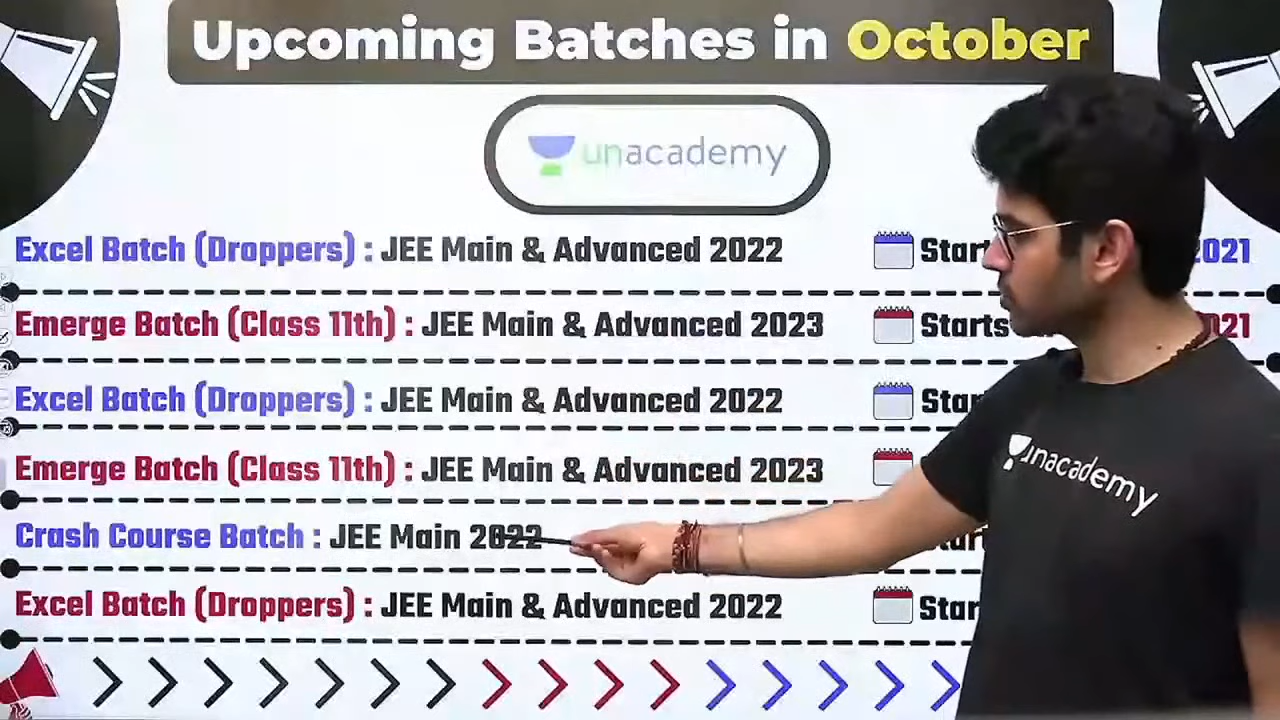 Upcoming Batches in October
unacademy
Excel Batch (Droppers) : JEE Main & Advanced 2022 2021
Emerge Batch (Class 11th) : JEE Main & Advanced 2023 Starts 2021
Excel Batch (Droppers) : JEE Main & Advanced 2022
Emerge Batch (Class 11th) : JEE Main & Advanced 2023
unacademy
Crash Course Batch : JEE Main 2022
Excel Batch (Droppers) : JEE Main & Advanced 2022